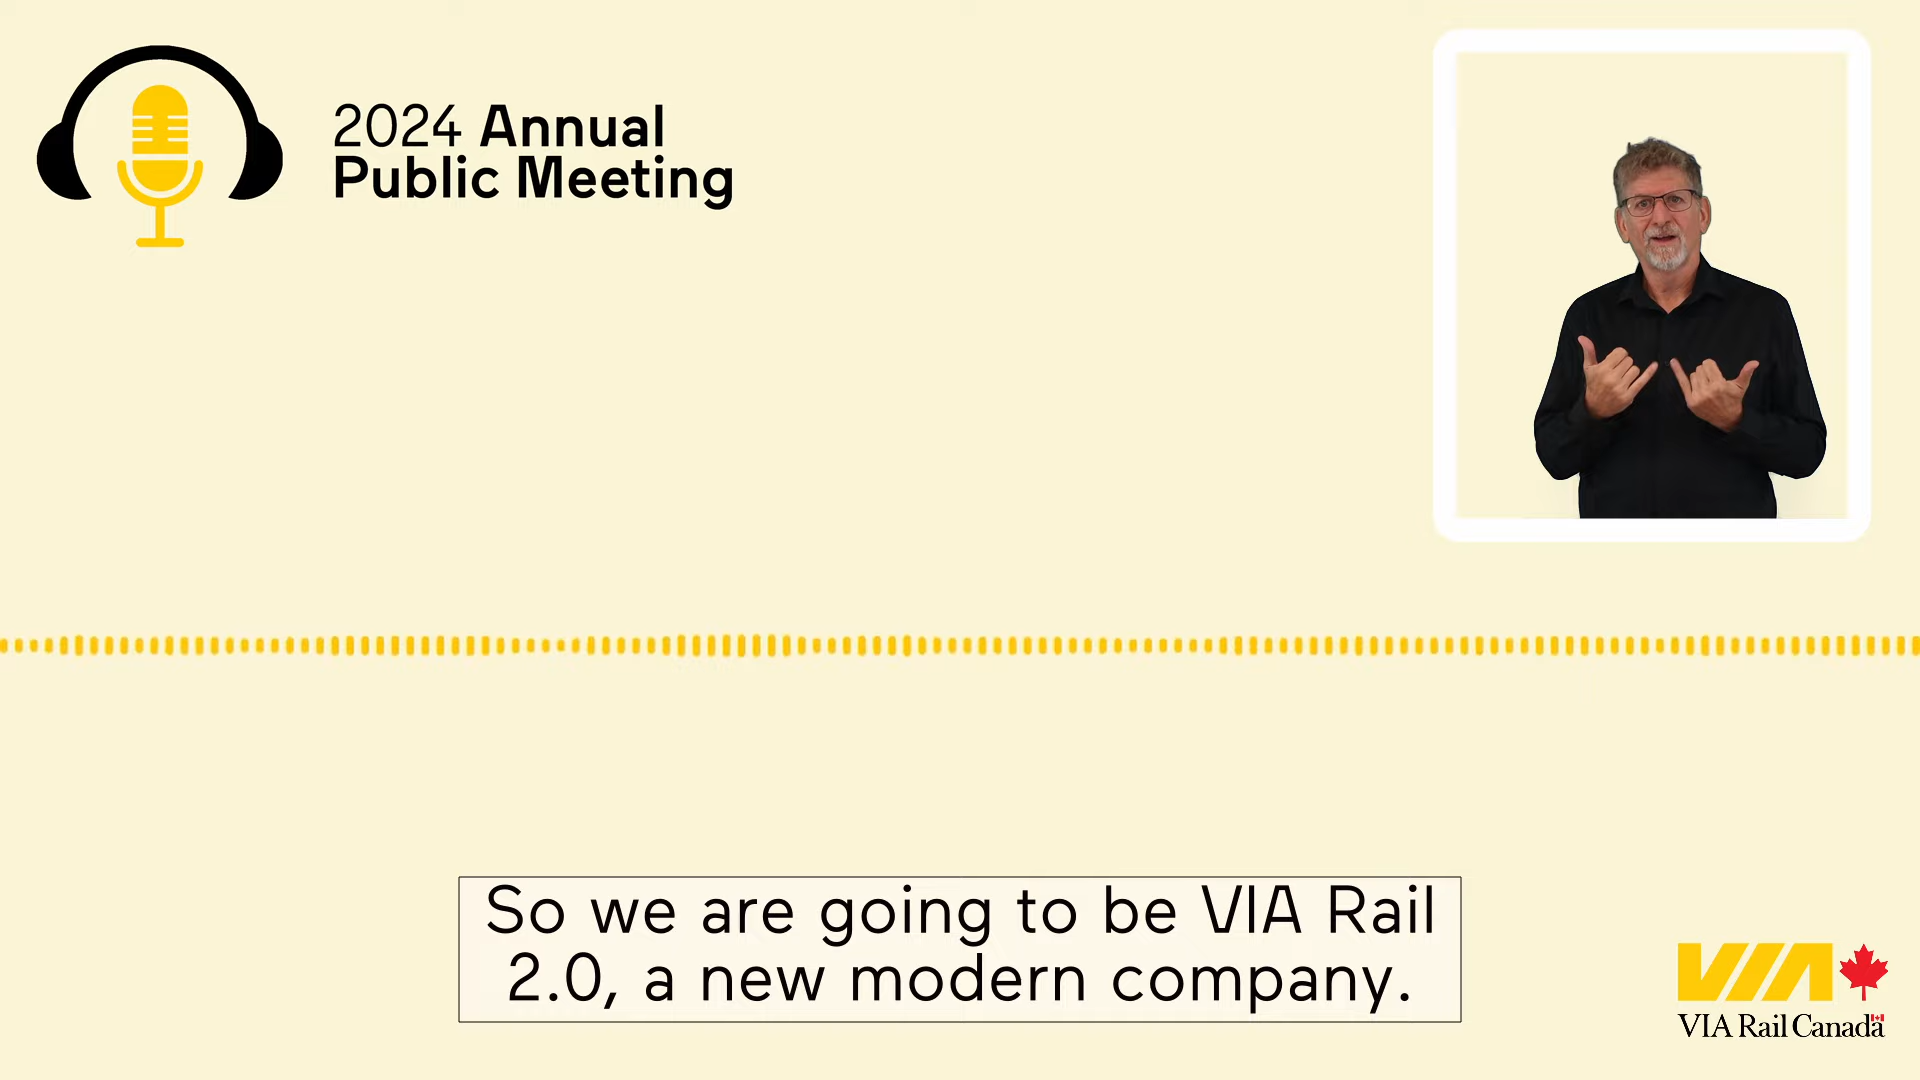 2024 Annual
Public Meeting
So we are going to be VIA Rail
2.0, a new modern company.
VIA
VIA Rail Canada